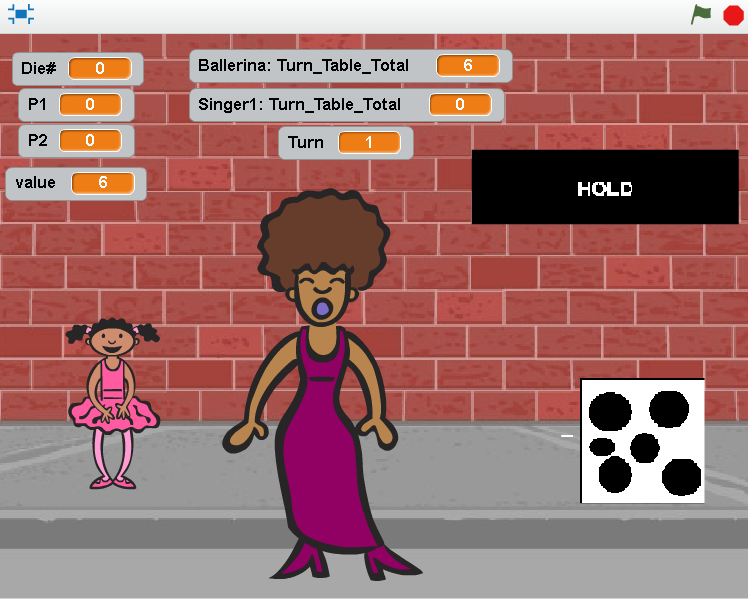 Die# 0
Ballerina: Turn_Table_Total 6
P1 0
Singer1: Turn_Table_Total 0
P2 0
Turn 1
value 6
HOLD